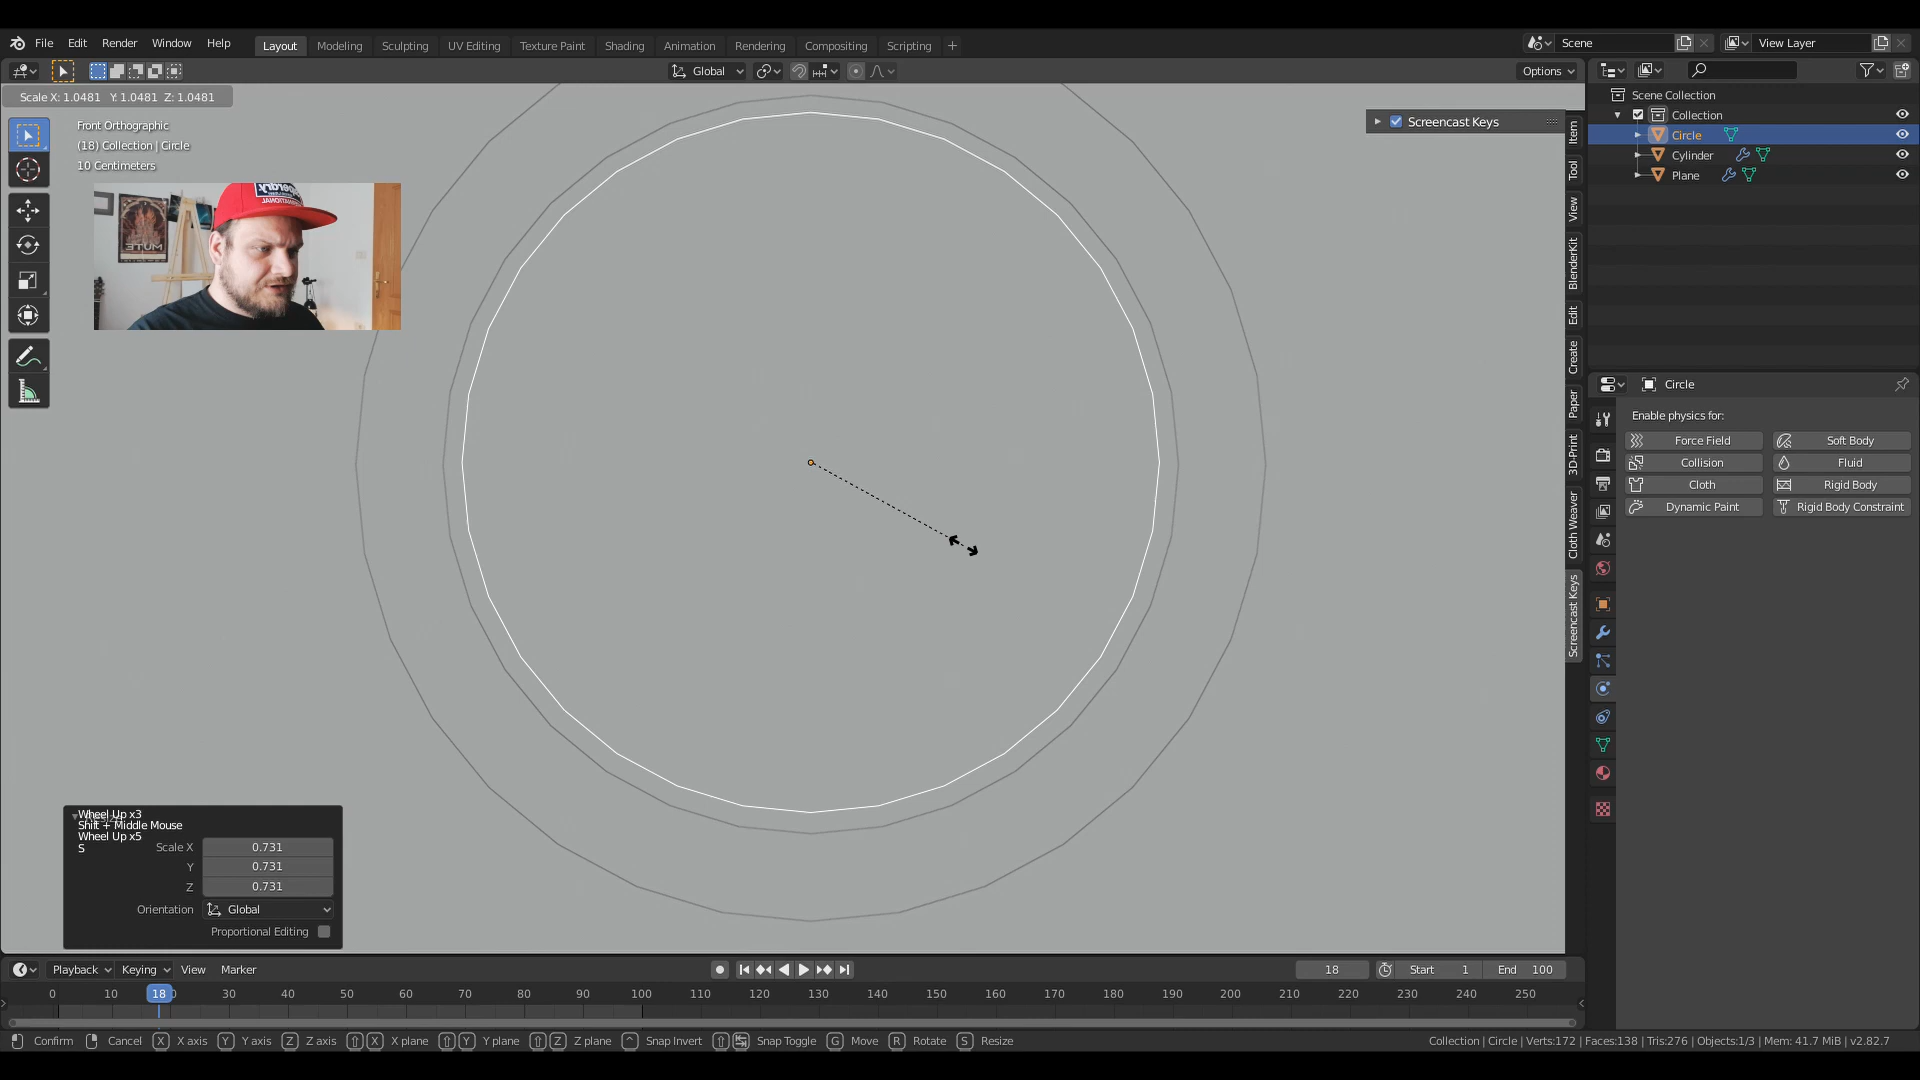 File Edit Render Window Help Layout Modeling Sculpting UV Editing Texture Paint Shading Animation Rendering Compositing Scripting +
Scene View Layer
Global Options
Scale X: 1.0481 Y: 1.0481 Z: 1.0481
Front Orthographic
(18) Collection | Circle
10 Centimeters
Screencast Keys
Item
Tool
View
BlenderKit
Edit
Create
Paper
3D-Print
Cloth Weaver
Screencast Keys
Scene Collection
Collection
Circle
Cylinder
Plane
Circle
Enable physics for:
Force Field Soft Body
Collision Fluid
Cloth Rigid Body
Dynamic Paint Rigid Body Constraint
MUTE
Wheel Up x3
Shift + Middle Mouse
Wheel Up x5
S
Scale X 0.731
Y 0.731
Z 0.731
Orientation Global
Proportional Editing
Playback Keying View Marker 18 Start 1 End 100
0 10 18 30 40 50 60 70 80 90 100 110 120 130 140 150 160 170 180 190 200 210 220 230 240 250
Confirm Cancel X X axis Y Y axis Z Z axis X X plane Y Y plane Z Z plane Snap Invert Snap Toggle G Move R Rotate S Resize
Collection | Circle | Verts:172 | Faces:138 | Tris:276 | Objects:1/3 | Mem: 41.7 MiB | v2.82.7